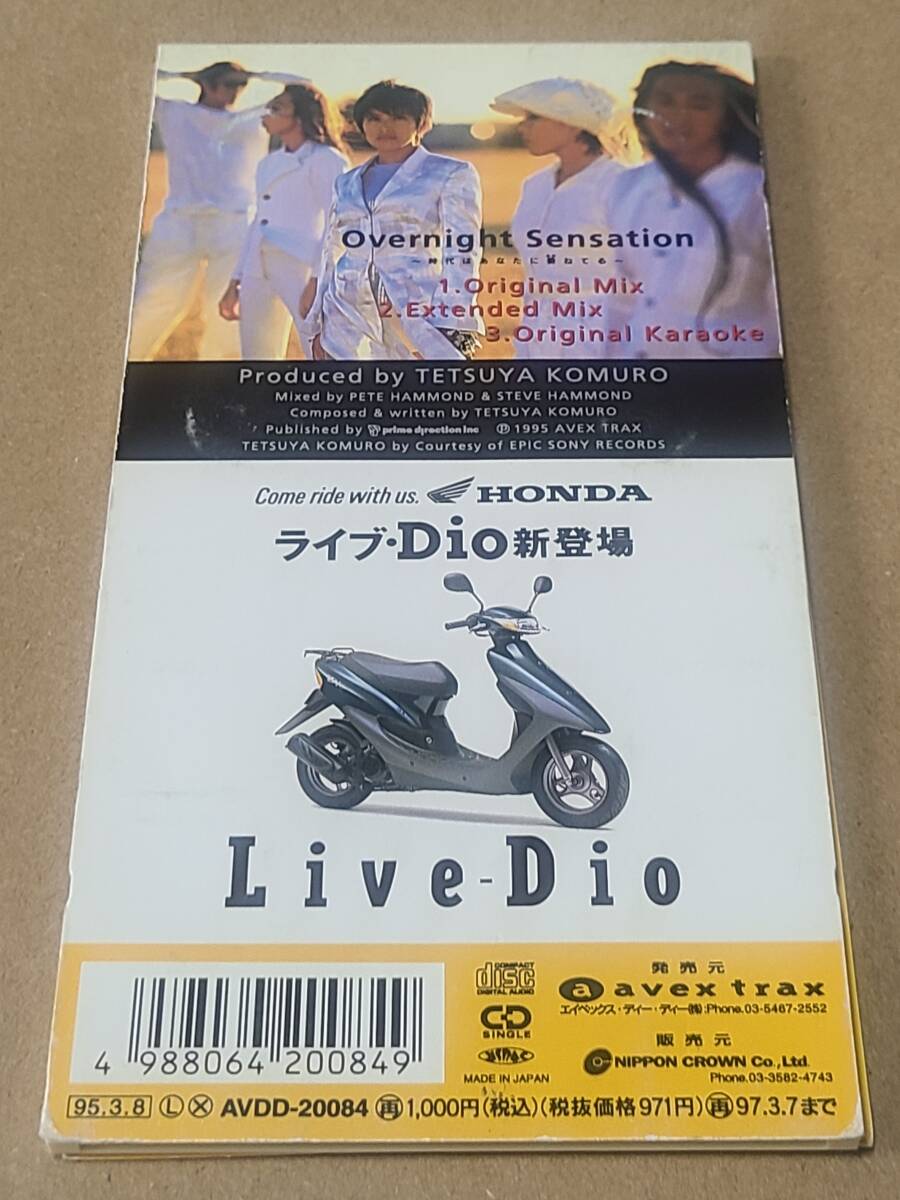 Overnight Sensation
～時代はあなたに委ねてる～
1.Original Mix
2.Extended Mix
3.Original Karaoke
Produced by TETSUYA KOMURO
Mixed by PETE HAMMOND & STEVE HAMMOND
Composed & written by TETSUYA KOMURO
Published by prime direction inc ℗ 1995 AVEX TRAX
TETSUYA KOMURO by Courtesy of EPIC SONY RECORDS
Come ride with us. HONDA
ライブ・Dio新登場
Live-Dio
4 988064 200849
COMPACT disc DIGITAL AUDIO
CD SINGLE
MADE IN JAPAN
発売元
a avex trax
エイベックス・ディー・ディー㈱:Phone.03-5467-2552
販売元
NIPPON CROWN Co., Ltd.
Phone.03-3582-4743
95.3.8 Ⓛ Ⓧ AVDD-20084 再 1,000円(税込)(税抜価格971円) 再 97.3.7まで